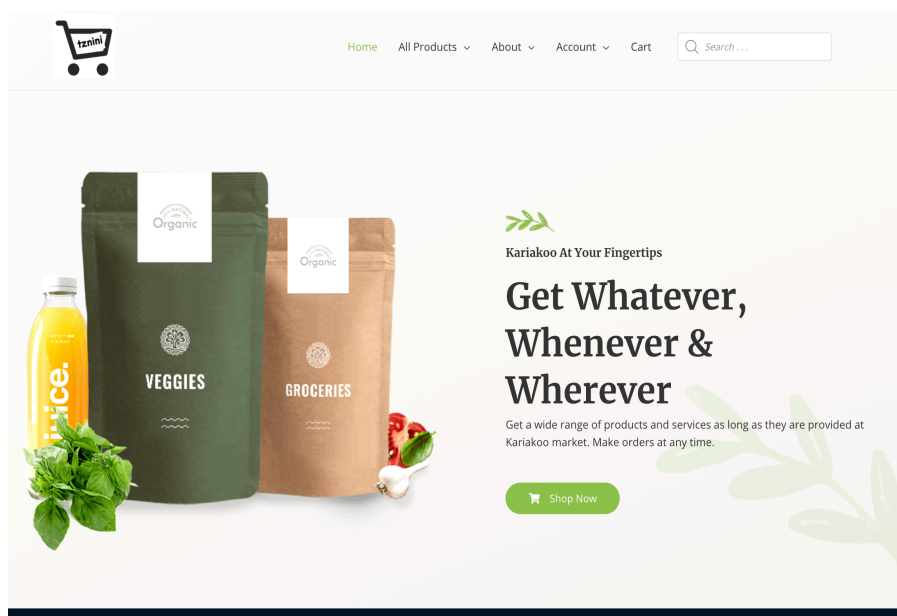 tznini
Home
All Products
About
Account
Cart
Search . . .
Organic
Organic
juice.
VEGGIES
GROCERIES
Kariakoo At Your Fingertips
Get Whatever,
Whenever &
Wherever
Get a wide range of products and services as long as they are provided at
Kariakoo market. Make orders at any time.
Shop Now